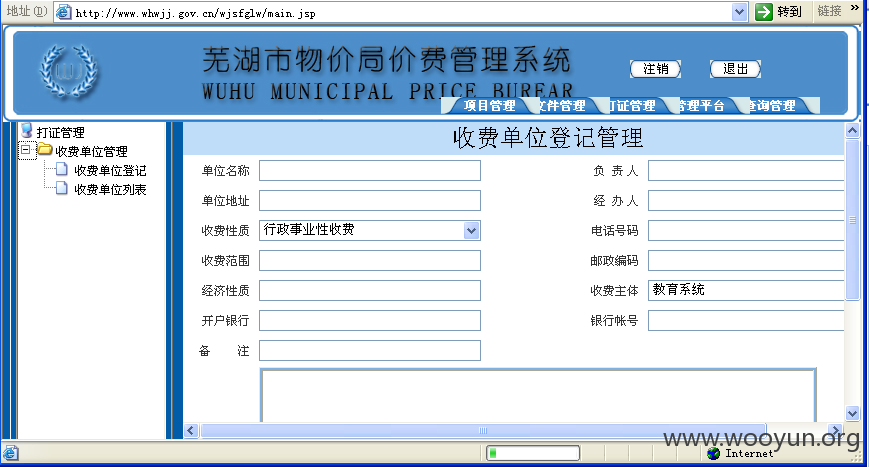 地址(D) http://www.whwjj.gov.cn/wjsfglw/main.jsp 转到 链接 »
芜湖市物价局价费管理系统
WUHU MUNICIPAL PRICE BUREAR
注销 退出
项目管理 文件管理 打证管理 管理平台 查询管理
打证管理
收费单位管理
收费单位登记
收费单位列表
收费单位登记管理
单位名称 负 责 人
单位地址 经 办 人
收费性质 行政事业性收费 电话号码
收费范围 邮政编码
经济性质 收费主体 教育系统
开户银行 银行帐号
备 注
www.wooyun.org
Internet